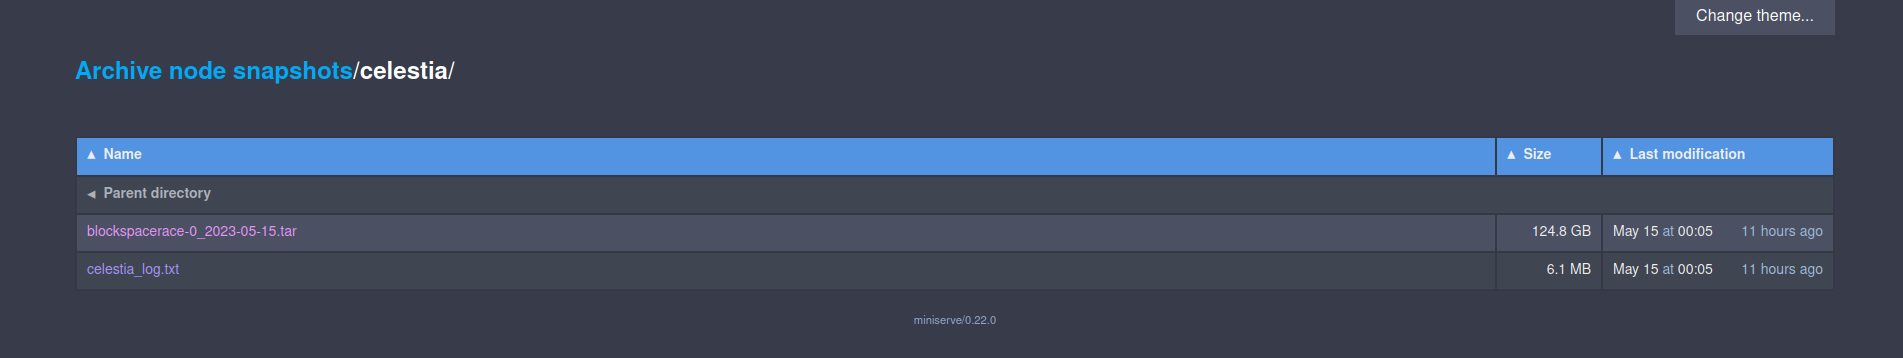 Change theme...
Archive node snapshots/celestia/
▲ Name ▲ Size ▲ Last modification
◄ Parent directory
blockspacerace-0_2023-05-15.tar 124.8 GB May 15 at 00:05 11 hours ago
celestia_log.txt 6.1 MB May 15 at 00:05 11 hours ago
miniserve/0.22.0